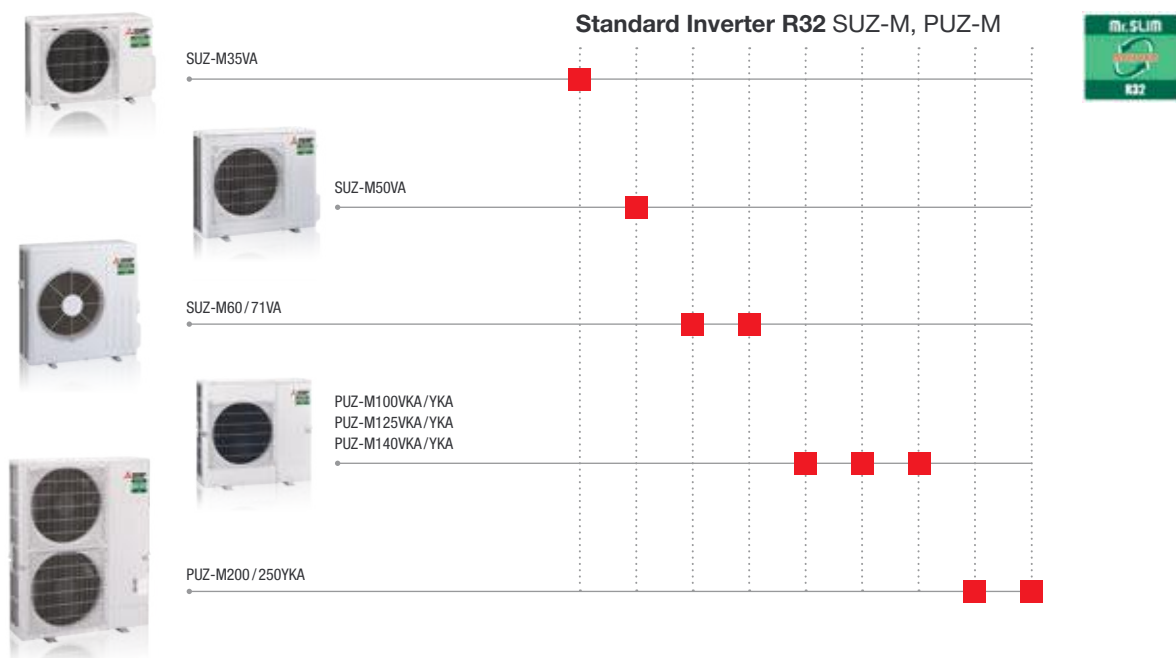 Standard Inverter R32 SUZ-M, PUZ-M
Mr.SLIM
R32
SUZ-M35VA
SUZ-M50VA
SUZ-M60/71VA
PUZ-M100VKA/YKA
PUZ-M125VKA/YKA
PUZ-M140VKA/YKA
PUZ-M200/250YKA